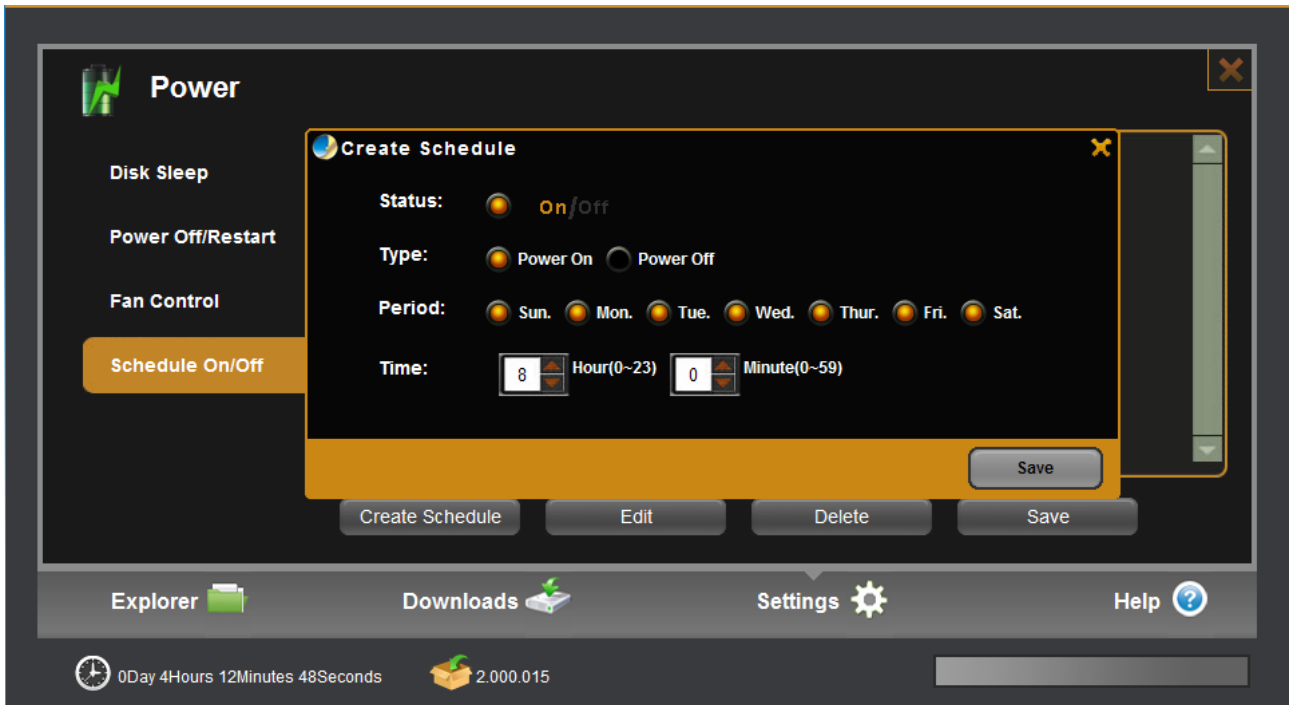 Power
Create Schedule
Disk Sleep
Status: On/Off
Power Off/Restart
Type: Power On Power Off
Fan Control
Period: Sun. Mon. Tue. Wed. Thur. Fri. Sat.
Schedule On/Off
Time: 8 Hour(0~23) 0 Minute(0~59)
Save
Create Schedule Edit Delete Save
Explorer Downloads Settings Help ?
0Day 4Hours 12Minutes 48Seconds 2.000.015